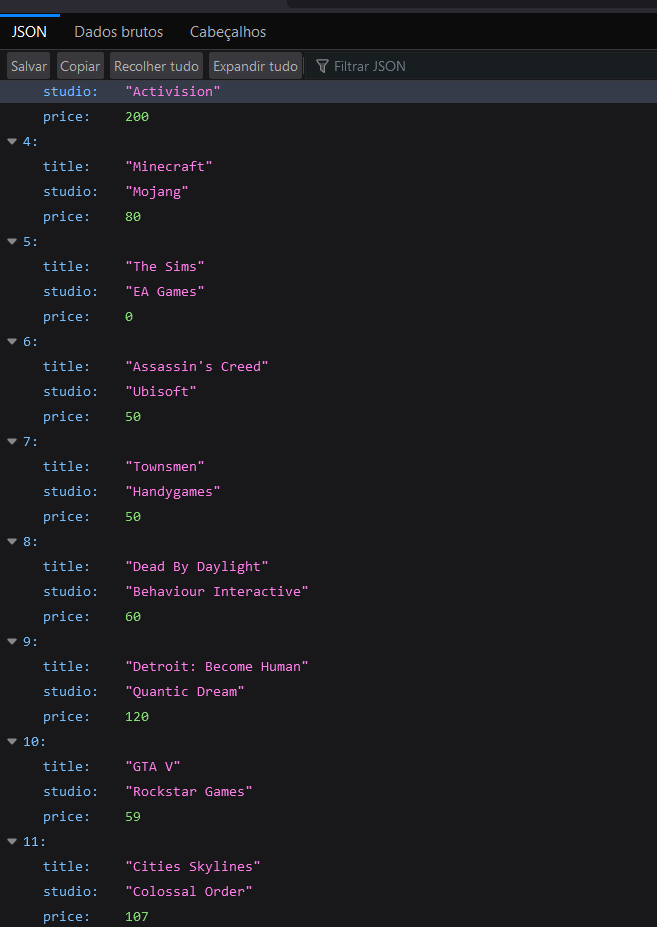 JSON Dados brutos Cabeçalhos
Salvar Copiar Recolher tudo Expandir tudo Filtrar JSON
studio: "Activision"
price: 200
4:
title: "Minecraft"
studio: "Mojang"
price: 80
5:
title: "The Sims"
studio: "EA Games"
price: 0
6:
title: "Assassin's Creed"
studio: "Ubisoft"
price: 50
7:
title: "Townsmen"
studio: "Handygames"
price: 50
8:
title: "Dead By Daylight"
studio: "Behaviour Interactive"
price: 60
9:
title: "Detroit: Become Human"
studio: "Quantic Dream"
price: 120
10:
title: "GTA V"
studio: "Rockstar Games"
price: 59
11:
title: "Cities Skylines"
studio: "Colossal Order"
price: 107